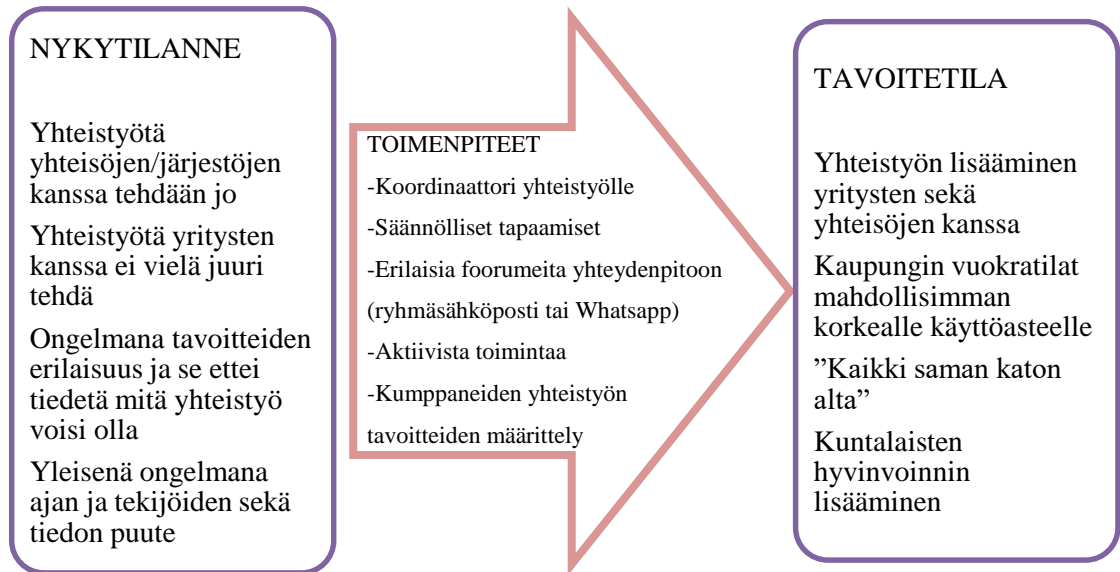 NYKYTILANNE
Yhteistyötä
yhteisöjen/järjestöjen
kanssa tehdään jo
Yhteistyötä yritysten
kanssa ei vielä juuri
tehdä
Ongelmana tavoitteiden
erilaisuus ja se ettei
tiedetä mitä yhteistyö
voisi olla
Yleisenä ongelmana
ajan ja tekijöiden sekä
tiedon puute
TOIMENPITEET
-Koordinaattori yhteistyölle
-Säännölliset tapaamiset
-Erilaisia foorumeita yhteydenpitoon
(ryhmäsähköposti tai Whatsapp)
-Aktiivista toimintaa
-Kumppaneiden yhteistyön
tavoitteiden määrittely
TAVOITETILA
Yhteistyön lisääminen
yritysten sekä
yhteisöjen kanssa
Kaupungin vuokratilat
mahdollisimman
korkealle käyttöasteelle
”Kaikki saman katon
alta”
Kuntalaisten
hyvinvoinnin
lisääminen